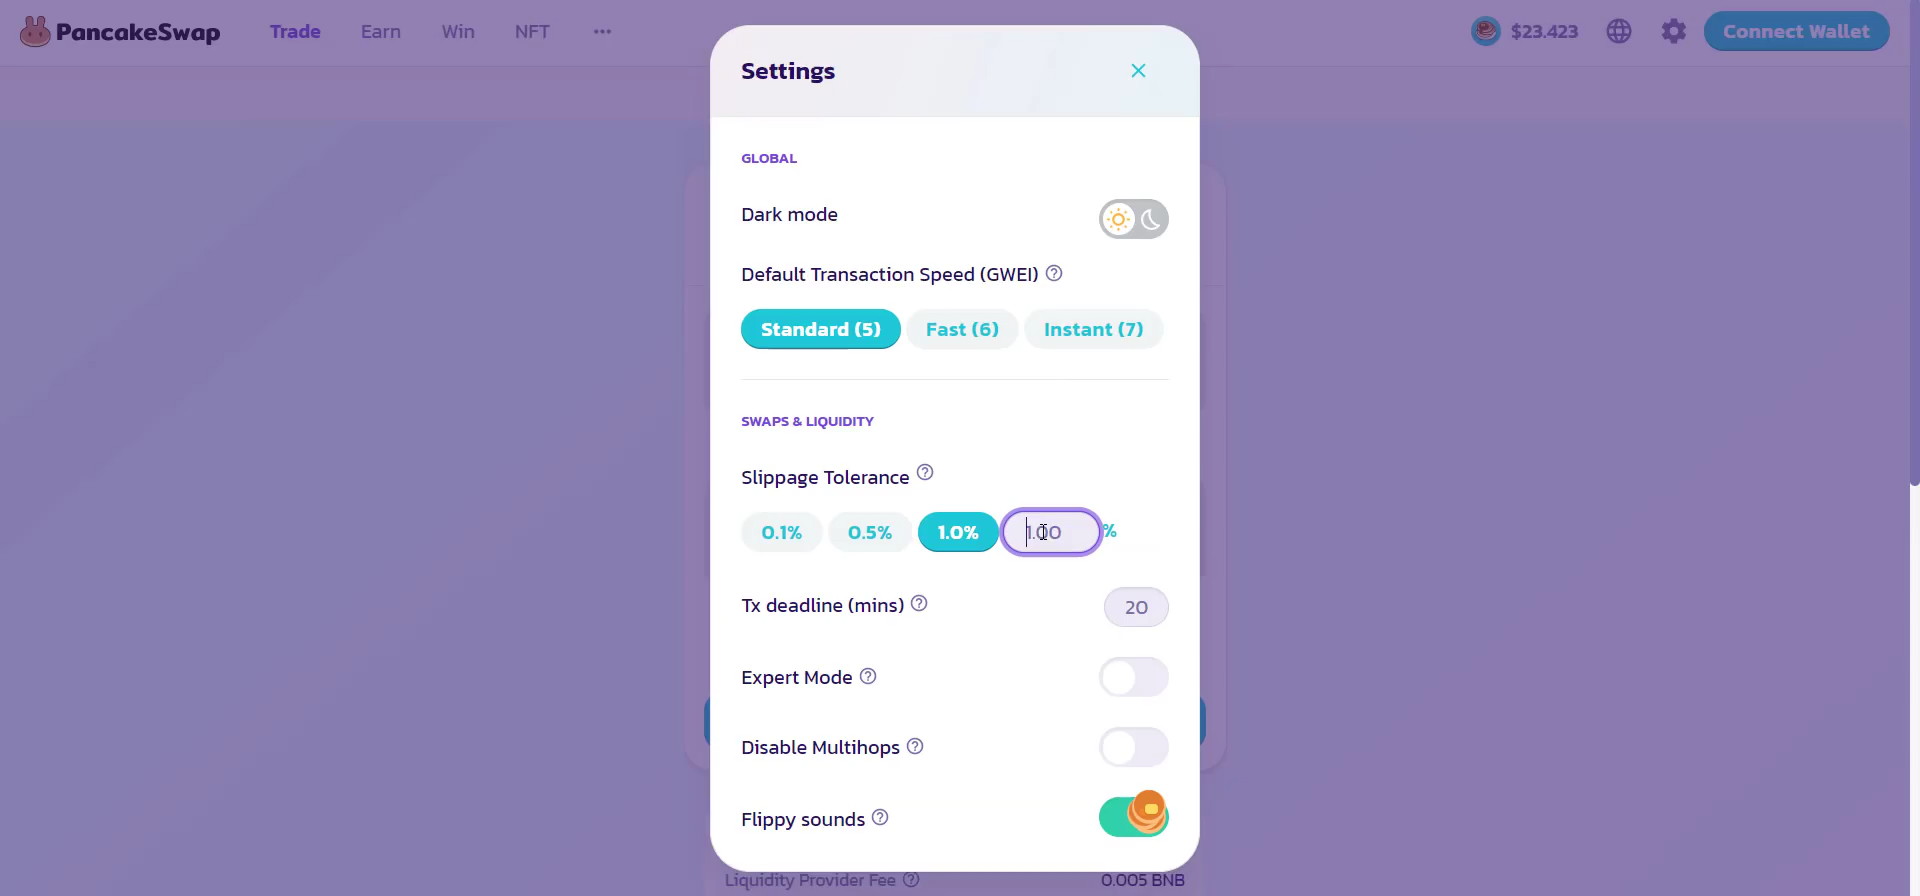 PancakeSwap Trade Earn Win NFT ••• $23.423 Connect Wallet
Settings
GLOBAL
Dark mode
Default Transaction Speed (GWEI) ?
Standard (5) Fast (6) Instant (7)
SWAPS & LIQUIDITY
Slippage Tolerance ?
0.1% 0.5% 1.0% 1.00 %
Tx deadline (mins) ? 20
Expert Mode ?
Disable Multihops ?
Flippy sounds ?
Liquidity Provider Fee ? 0.005 BNB